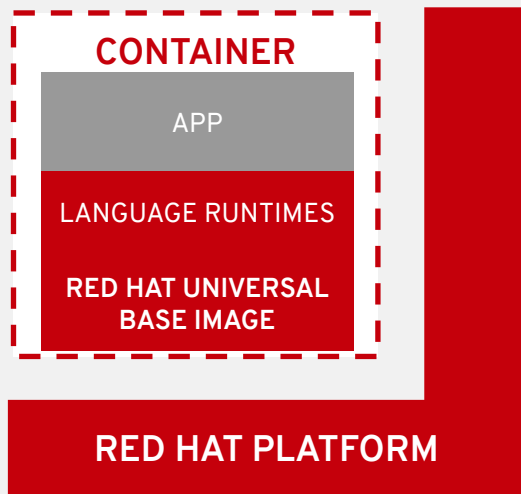 CONTAINER
APP
LANGUAGE RUNTIMES
RED HAT UNIVERSAL
BASE IMAGE
RED HAT PLATFORM